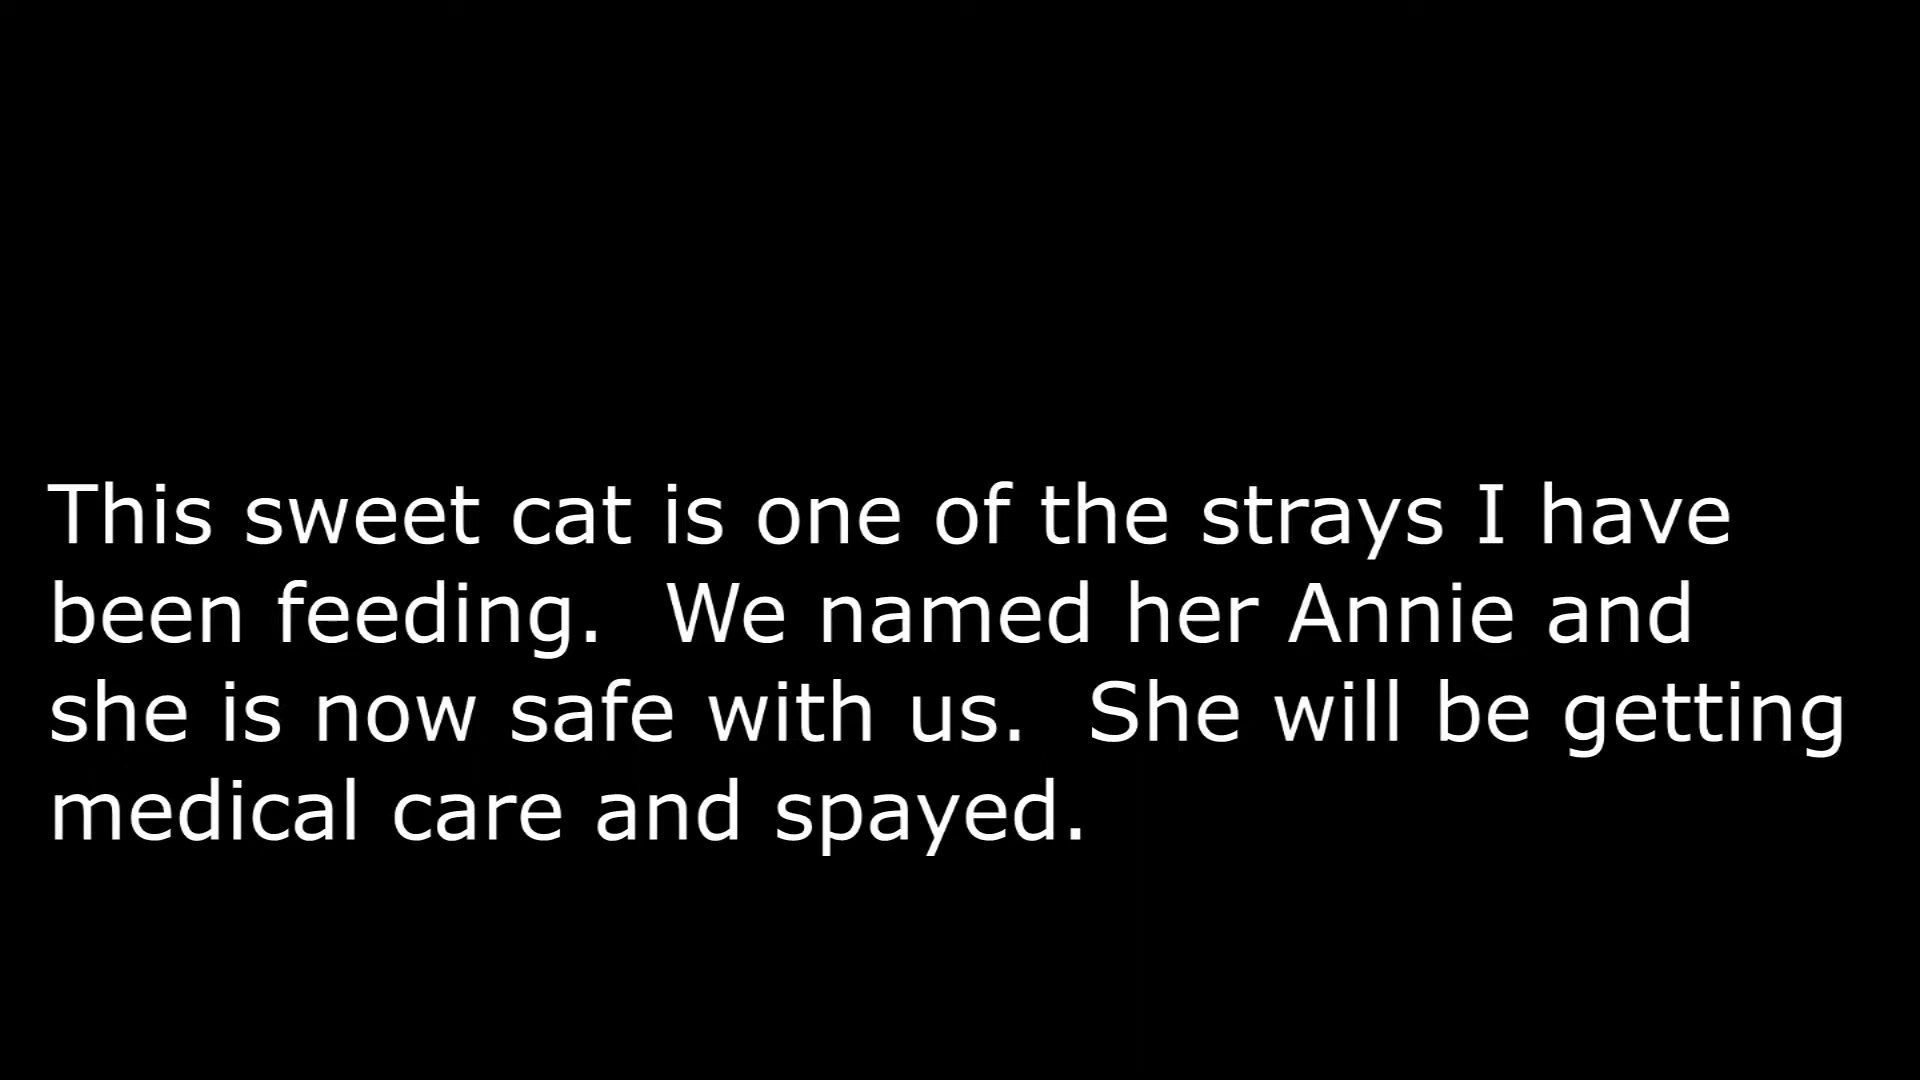 This sweet cat is one of the strays I have
been feeding.  We named her Annie and
she is now safe with us.  She will be getting
medical care and spayed.